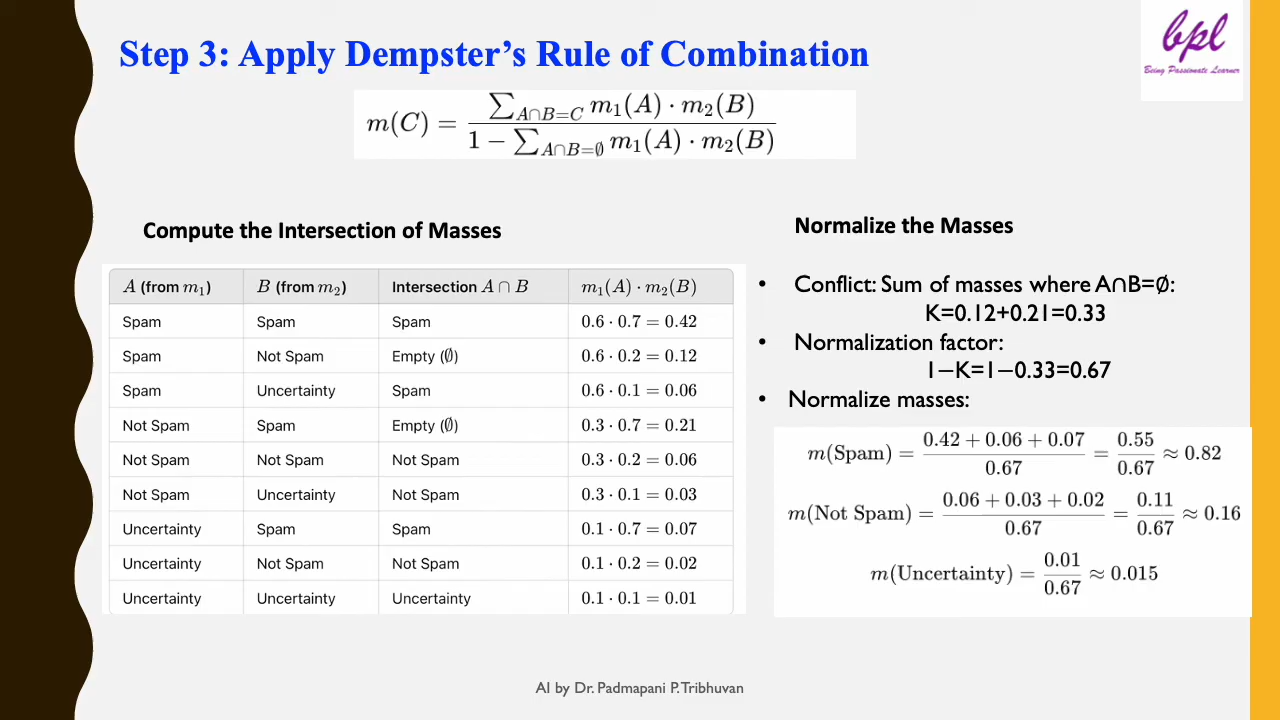 Step 3: Apply Dempster's Rule of Combination
bpl
Being Passionate Learner
m(C) = ∑_{A∩B=C} m₁(A) · m₂(B) / 1 − ∑_{A∩B=∅} m₁(A) · m₂(B)
Compute the Intersection of Masses
A (from m₁) B (from m₂) Intersection A ∩ B m₁(A) · m₂(B)
Spam Spam Spam 0.6 · 0.7 = 0.42
Spam Not Spam Empty (∅) 0.6 · 0.2 = 0.12
Spam Uncertainty Spam 0.6 · 0.1 = 0.06
Not Spam Spam Empty (∅) 0.3 · 0.7 = 0.21
Not Spam Not Spam Not Spam 0.3 · 0.2 = 0.06
Not Spam Uncertainty Not Spam 0.3 · 0.1 = 0.03
Uncertainty Spam Spam 0.1 · 0.7 = 0.07
Uncertainty Not Spam Not Spam 0.1 · 0.2 = 0.02
Uncertainty Uncertainty Uncertainty 0.1 · 0.1 = 0.01
Normalize the Masses
• Conflict: Sum of masses where A∩B=∅:
K=0.12+0.21=0.33
• Normalization factor:
1−K=1−0.33=0.67
• Normalize masses:
m(Spam) = 0.42 + 0.06 + 0.07 / 0.67 = 0.55 / 0.67 ≈ 0.82
m(Not Spam) = 0.06 + 0.03 + 0.02 / 0.67 = 0.11 / 0.67 ≈ 0.16
m(Uncertainty) = 0.01 / 0.67 ≈ 0.015
AI by Dr. Padmapani P. Tribhuvan